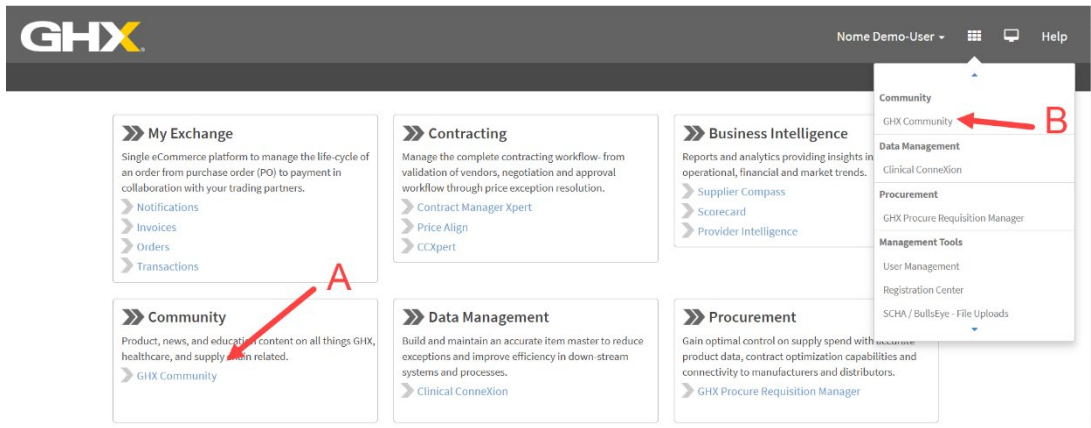 GHX
Nome Demo-User
Help
My Exchange
Single eCommerce platform to manage the life-cycle of
an order from purchase order (PO) to payment in
collaboration with your trading partners.
Notifications
Invoices
Orders
Transactions
Contracting
Manage the complete contracting workflow- from
validation of vendors, negotiation and approval
workflow through price exception resolution.
Contract Manager Xpert
Price Align
CCXpert
Business Intelligence
Reports and analytics providing insights in
operational, financial and market trends.
Supplier Compass
Scorecard
Provider Intelligence
Community
GHX Community
B
Data Management
Clinical ConneXion
Procurement
GHX Procure Requisition Manager
Management Tools
User Management
Registration Center
SCHA / BullsEye - File Uploads
A
Community
Product, news, and education content on all things GHX,
healthcare, and supply chain related.
GHX Community
Data Management
Build and maintain an accurate item master to reduce
exceptions and improve efficiency in down-stream
systems and processes.
Clinical ConneXion
Procurement
Gain optimal control on supply spend with accurate
product data, contract optimization capabilities and
connectivity to manufacturers and distributors.
GHX Procure Requisition Manager